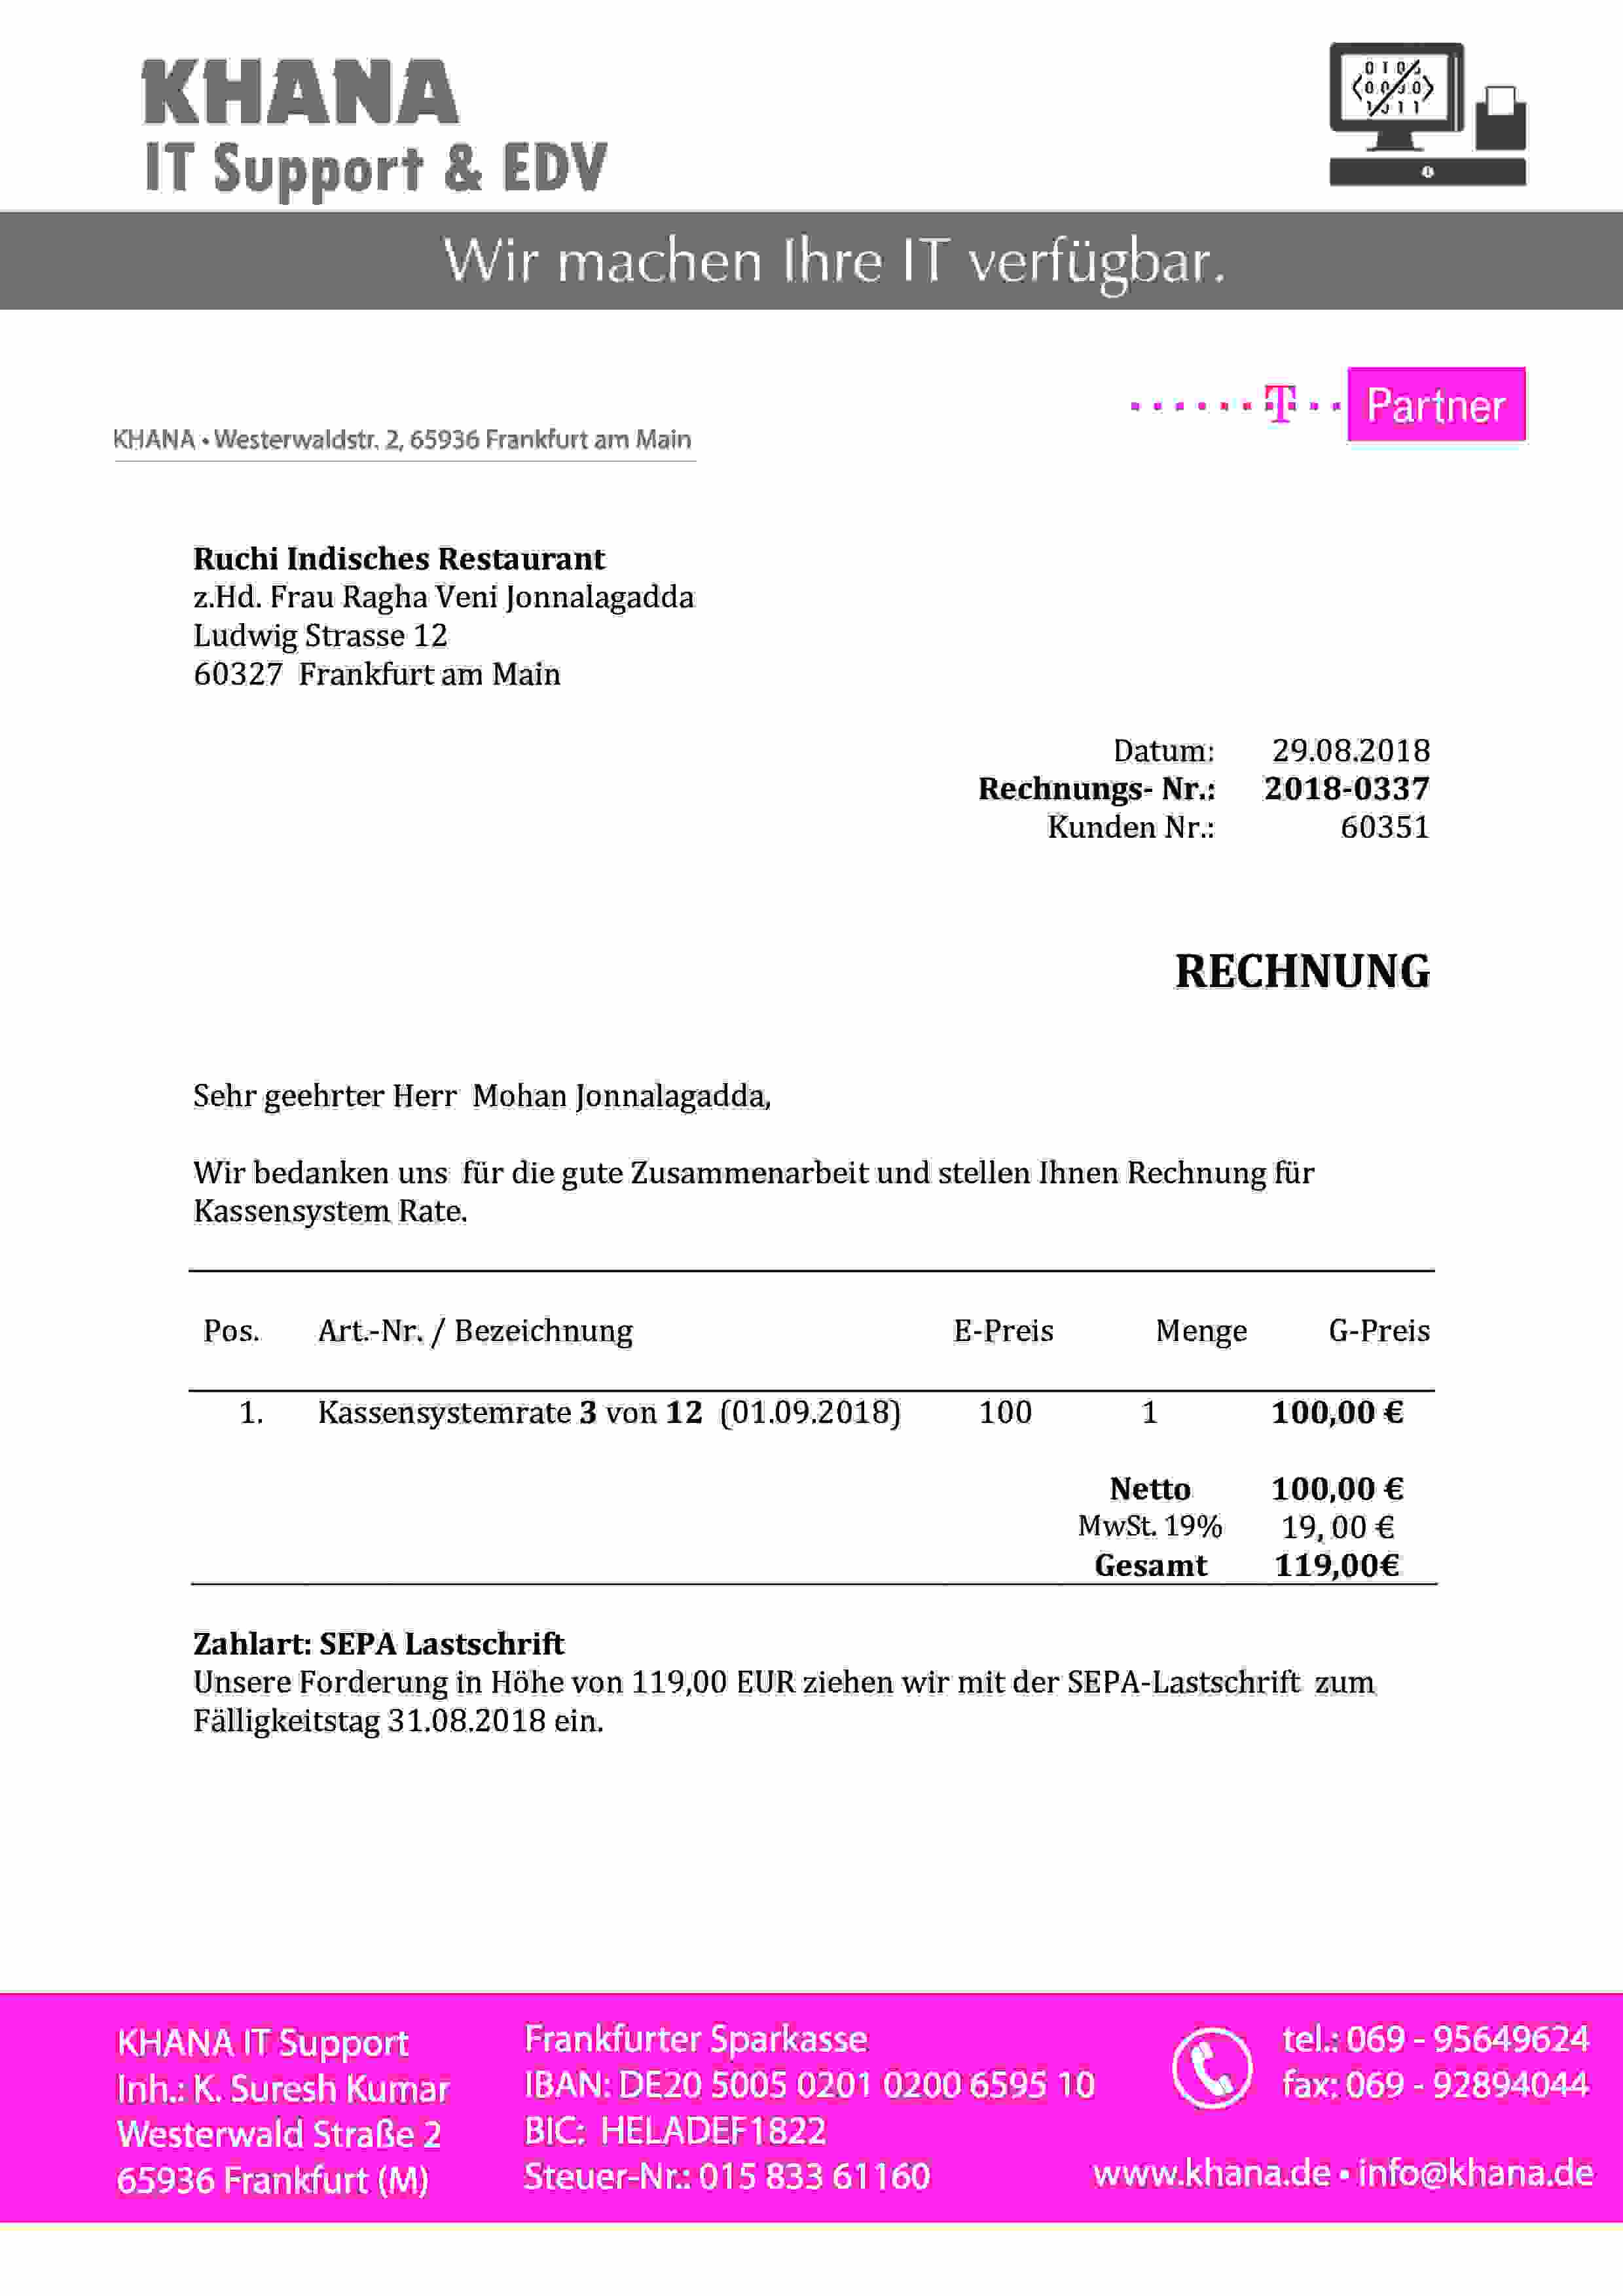 KHANA
IT Support & EDV
Wir machen Ihre IT verfügbar.
T Partner
KHANA • Westerwaldstr. 2, 65936 Frankfurt am Main
Ruchi Indisches Restaurant
z.Hd. Frau Ragha Veni Jonnalagadda
Ludwig Strasse 12
60327 Frankfurt am Main
Datum: 29.08.2018
Rechnungs- Nr.: 2018-0337
Kunden Nr.: 60351
RECHNUNG
Sehr geehrter Herr Mohan Jonnalagadda,
Wir bedanken uns für die gute Zusammenarbeit und stellen Ihnen Rechnung für
Kassensystem Rate.
Pos. Art.-Nr. / Bezeichnung E-Preis Menge G-Preis
1. Kassensystemrate 3 von 12 (01.09.2018) 100 1 100,00 €
Netto 100,00 €
MwSt. 19% 19, 00 €
Gesamt 119,00€
Zahlart: SEPA Lastschrift
Unsere Forderung in Höhe von 119,00 EUR ziehen wir mit der SEPA-Lastschrift zum
Fälligkeitstag 31.08.2018 ein.
KHANA IT Support
Inh.: K. Suresh Kumar
Westerwald Straße 2
65936 Frankfurt (M)
Frankfurter Sparkasse
IBAN: DE20 5005 0201 0200 6595 10
BIC: HELADEF1822
Steuer-Nr.: 015 833 61160
tel.: 069 - 95649624
fax: 069 - 92894044
www.khana.de • info@khana.de